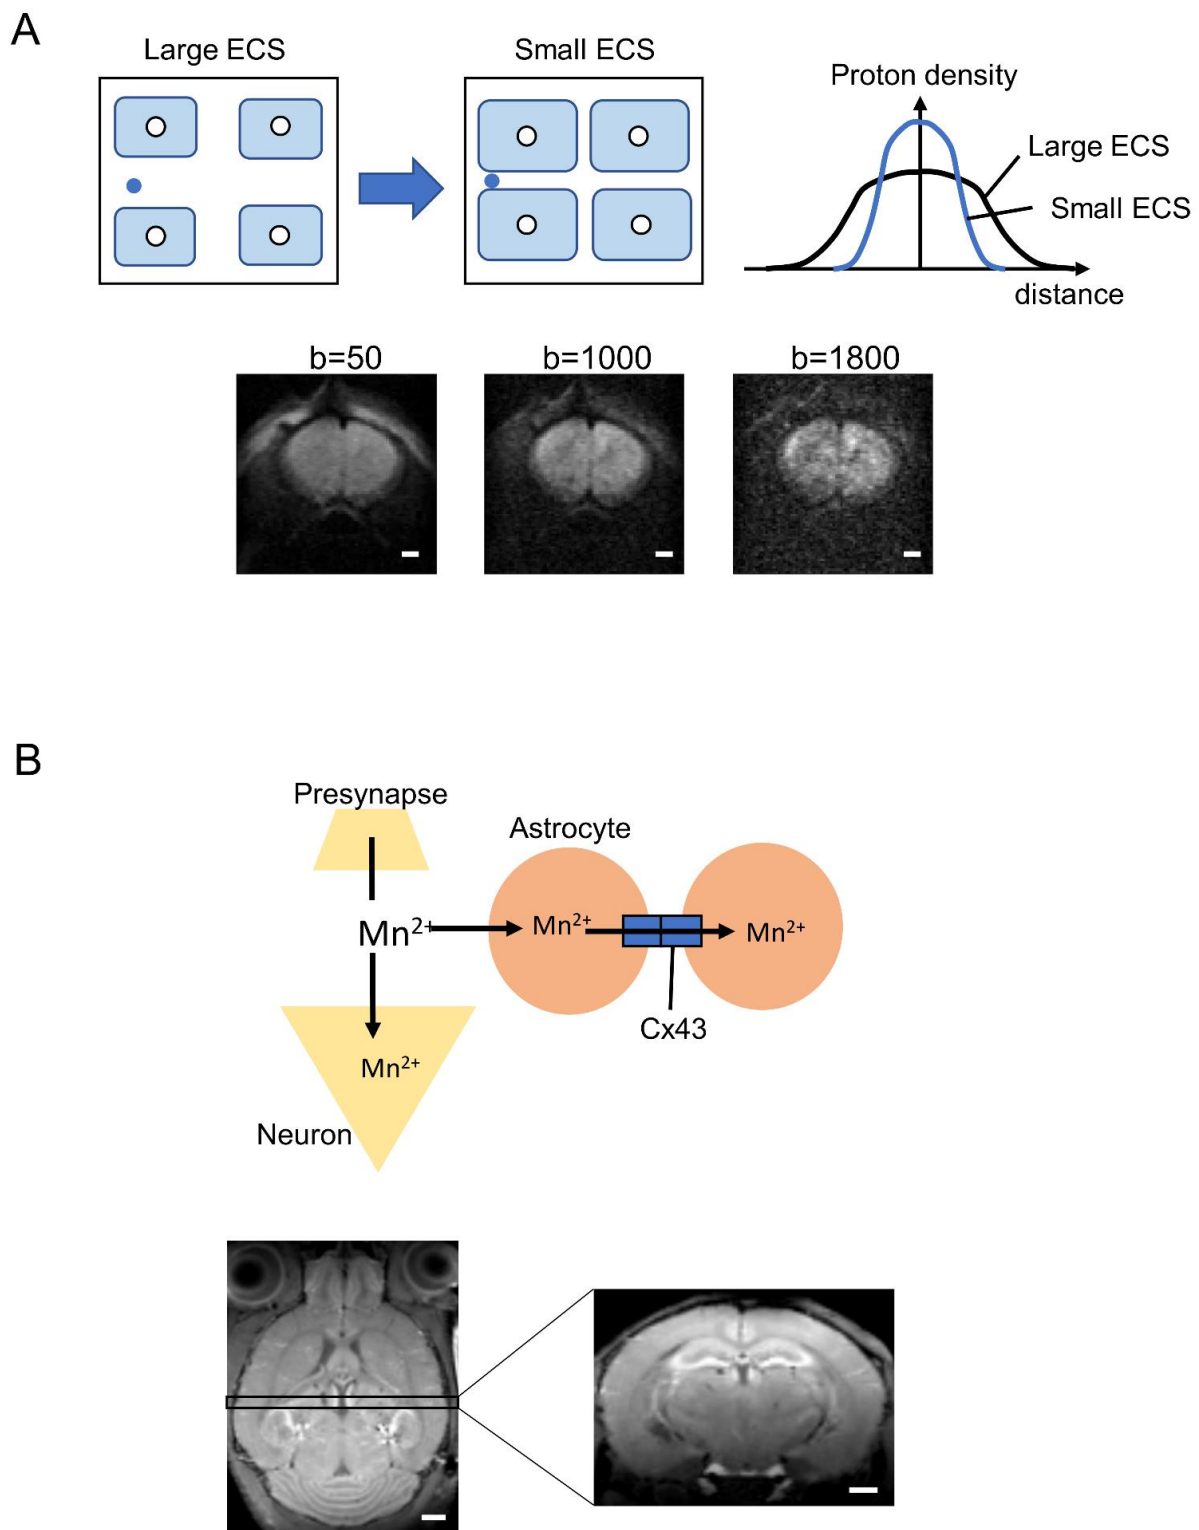 A
Large ECS
Small ECS
Proton density
Large ECS
Small ECS
distance
b=50
b=1000
b=1800
B
Presynapse
Astrocyte
Mn²⁺
Mn²⁺
Mn²⁺
Cx43
Mn²⁺
Neuron